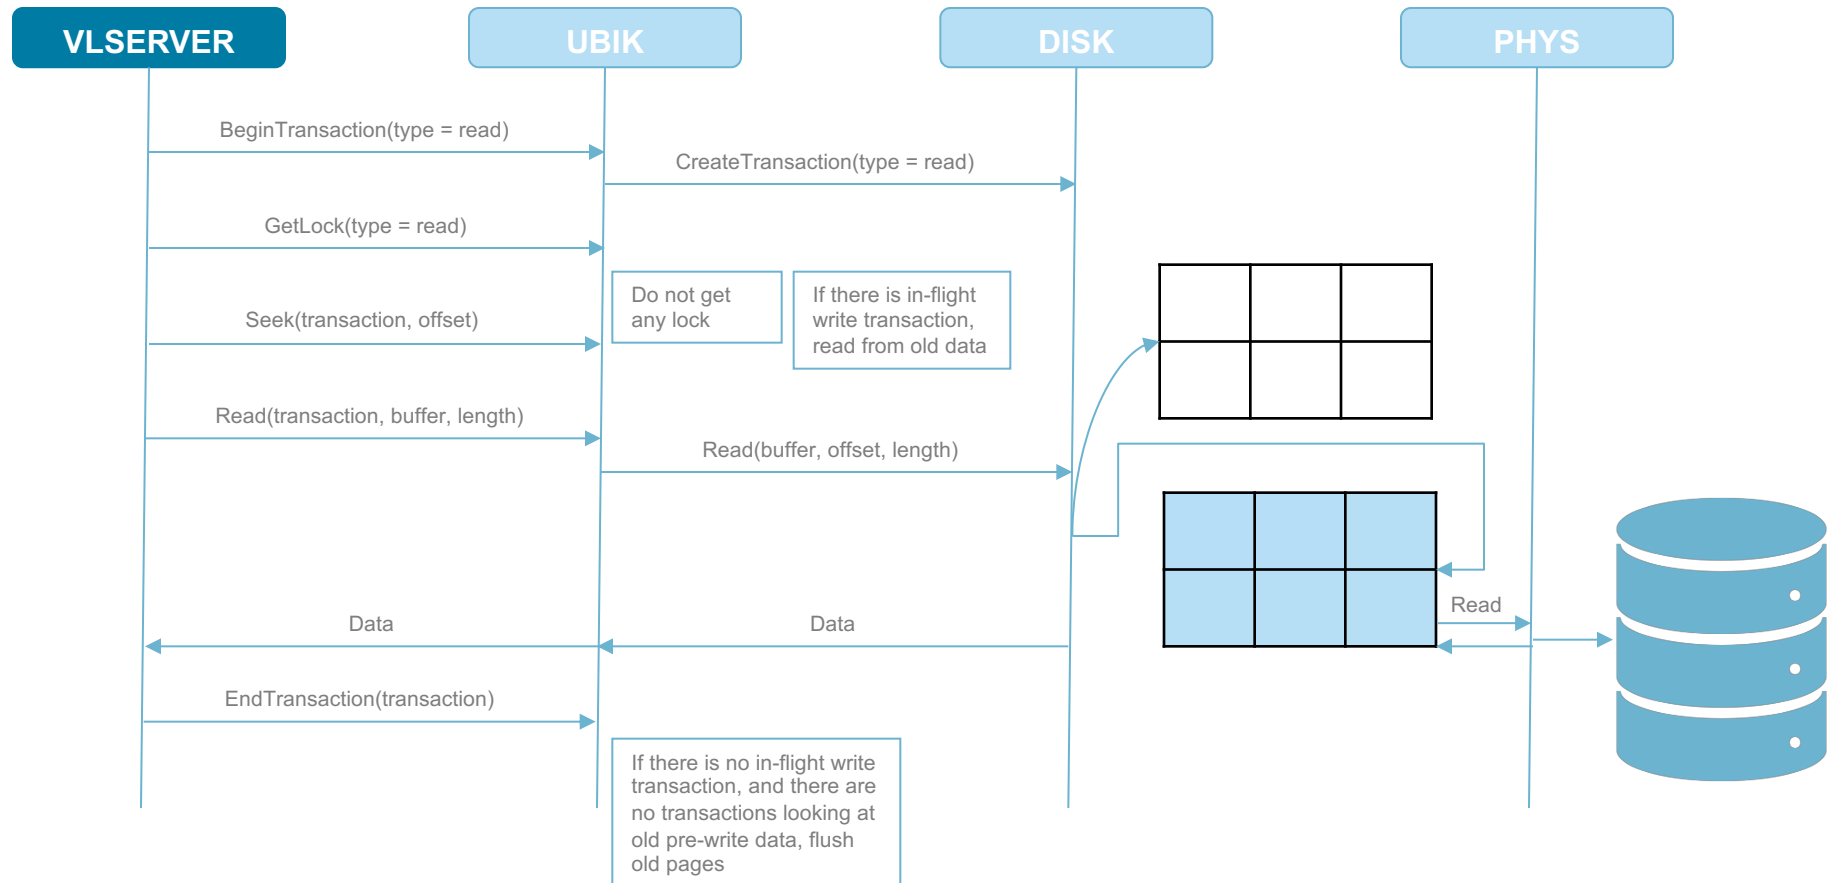 VLSERVER
UBIK
DISK
PHYS
BeginTransaction(type = read)
CreateTransaction(type = read)
GetLock(type = read)
Do not get
any lock
If there is in-flight
write transaction,
read from old data
Seek(transaction, offset)
Read(transaction, buffer, length)
Read(buffer, offset, length)
Read
Data
Data
EndTransaction(transaction)
If there is no in-flight write
transaction, and there are
no transactions looking at
old pre-write data, flush
old pages